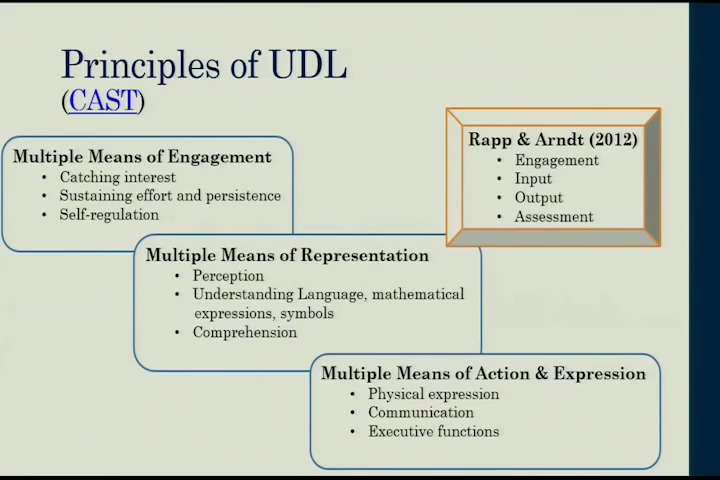 Principles of UDL
(CAST)
Multiple Means of Engagement
• Catching interest
• Sustaining effort and persistence
• Self-regulation
Rapp & Arndt (2012)
• Engagement
• Input
• Output
• Assessment
Multiple Means of Representation
• Perception
• Understanding Language, mathematical
expressions, symbols
• Comprehension
Multiple Means of Action & Expression
• Physical expression
• Communication
• Executive functions